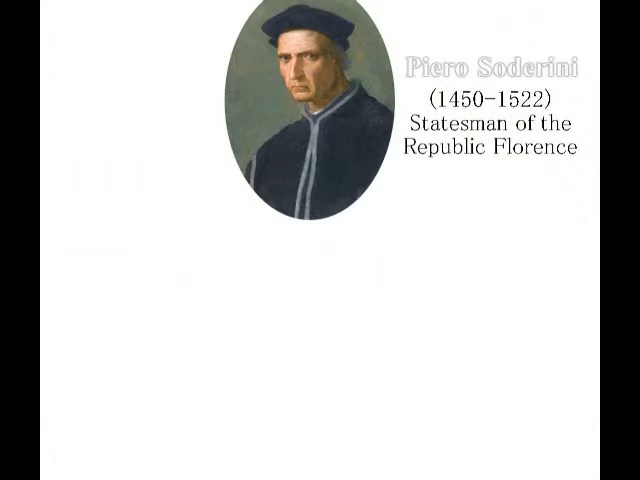 Piero Soderini
(1450-1522)
Statesman of the
Republic Florence